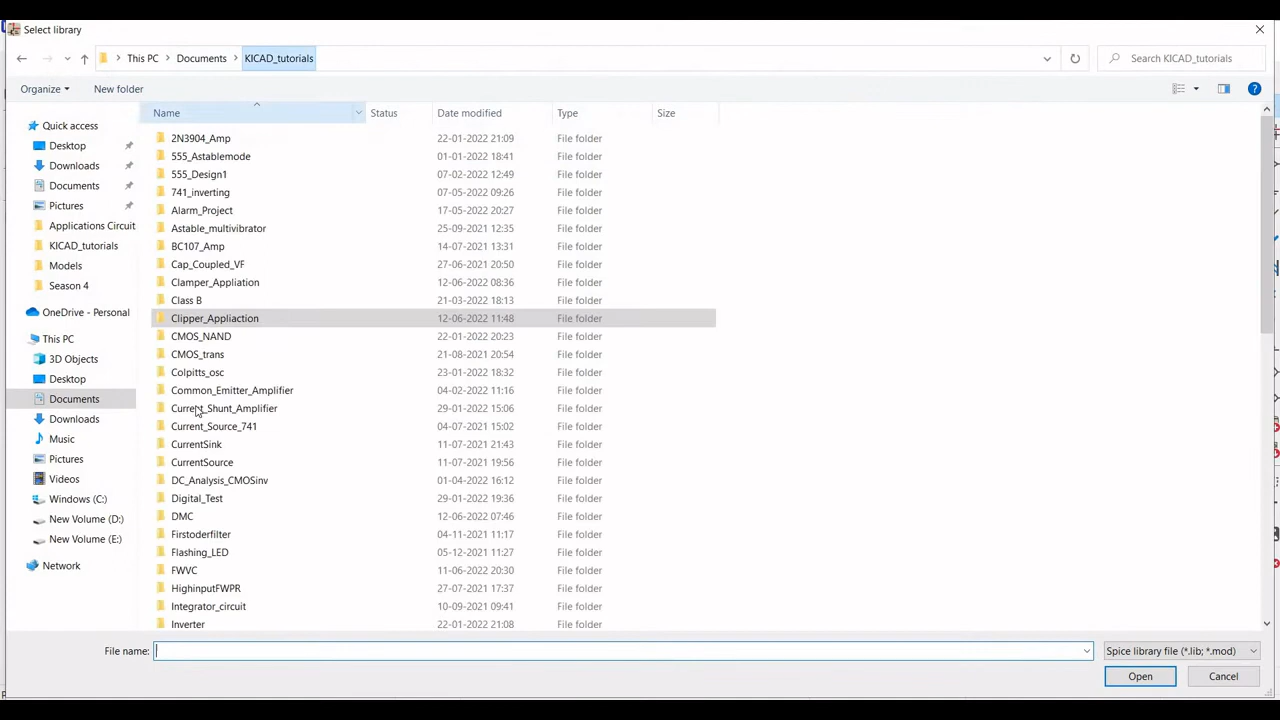 Select library
This PC Documents KICAD_tutorials
Search KICAD_tutorials
Organize New folder
Name Status Date modified Type Size
Quick access
Desktop
Downloads
Documents
Pictures
Applications Circuit
KICAD_tutorials
Models
Season 4
OneDrive - Personal
This PC
3D Objects
Desktop
Documents
Downloads
Music
Pictures
Videos
Windows (C:)
New Volume (D:)
New Volume (E:)
Network
2N3904_Amp 22-01-2022 21:09 File folder
555_Astablemode 01-01-2022 18:41 File folder
555_Design1 07-02-2022 12:49 File folder
741_inverting 07-05-2022 09:26 File folder
Alarm_Project 17-05-2022 20:27 File folder
Astable_multivibrator 25-09-2021 12:35 File folder
BC107_Amp 14-07-2021 13:31 File folder
Cap_Coupled_VF 27-06-2021 20:50 File folder
Clamper_Appliation 12-06-2022 08:36 File folder
Class B 21-03-2022 18:13 File folder
Clipper_Appliaction 12-06-2022 11:48 File folder
CMOS_NAND 22-01-2022 20:23 File folder
CMOS_trans 21-08-2021 20:54 File folder
Colpitts_osc 23-01-2022 18:32 File folder
Common_Emitter_Amplifier 04-02-2022 11:16 File folder
Current_Shunt_Amplifier 29-01-2022 15:06 File folder
Current_Source_741 04-07-2021 15:02 File folder
CurrentSink 11-07-2021 21:43 File folder
CurrentSource 11-07-2021 19:56 File folder
DC_Analysis_CMOSinv 01-04-2022 16:12 File folder
Digital_Test 29-01-2022 19:36 File folder
DMC 12-06-2022 07:46 File folder
Firstoderfilter 04-11-2021 11:17 File folder
Flashing_LED 05-12-2021 11:27 File folder
FWVC 11-06-2022 20:30 File folder
HighinputFWPR 27-07-2021 17:37 File folder
Integrator_circuit 10-09-2021 09:41 File folder
Inverter 22-01-2022 21:08 File folder
File name: Spice library file (*.lib; *.mod)
Open Cancel